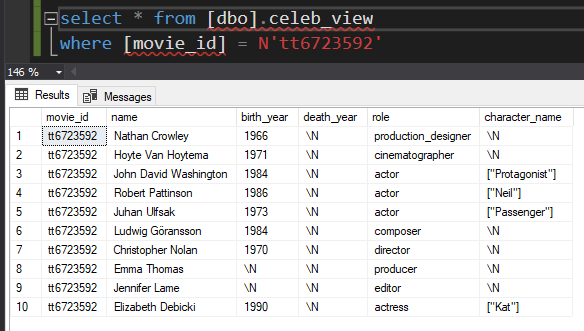 select * from [dbo].celeb_view
where [movie_id] = N'tt6723592'
146 %
Results Messages
movie_id name birth_year death_year role character_name
1 tt6723592 Nathan Crowley 1966 \N production_designer \N
2 tt6723592 Hoyte Van Hoytema 1971 \N cinematographer \N
3 tt6723592 John David Washington 1984 \N actor ["Protagonist"]
4 tt6723592 Robert Pattinson 1986 \N actor ["Neil"]
5 tt6723592 Juhan Ulfsak 1973 \N actor ["Passenger"]
6 tt6723592 Ludwig Göransson 1984 \N composer \N
7 tt6723592 Christopher Nolan 1970 \N director \N
8 tt6723592 Emma Thomas \N \N producer \N
9 tt6723592 Jennifer Lame \N \N editor \N
10 tt6723592 Elizabeth Debicki 1990 \N actress ["Kat"]